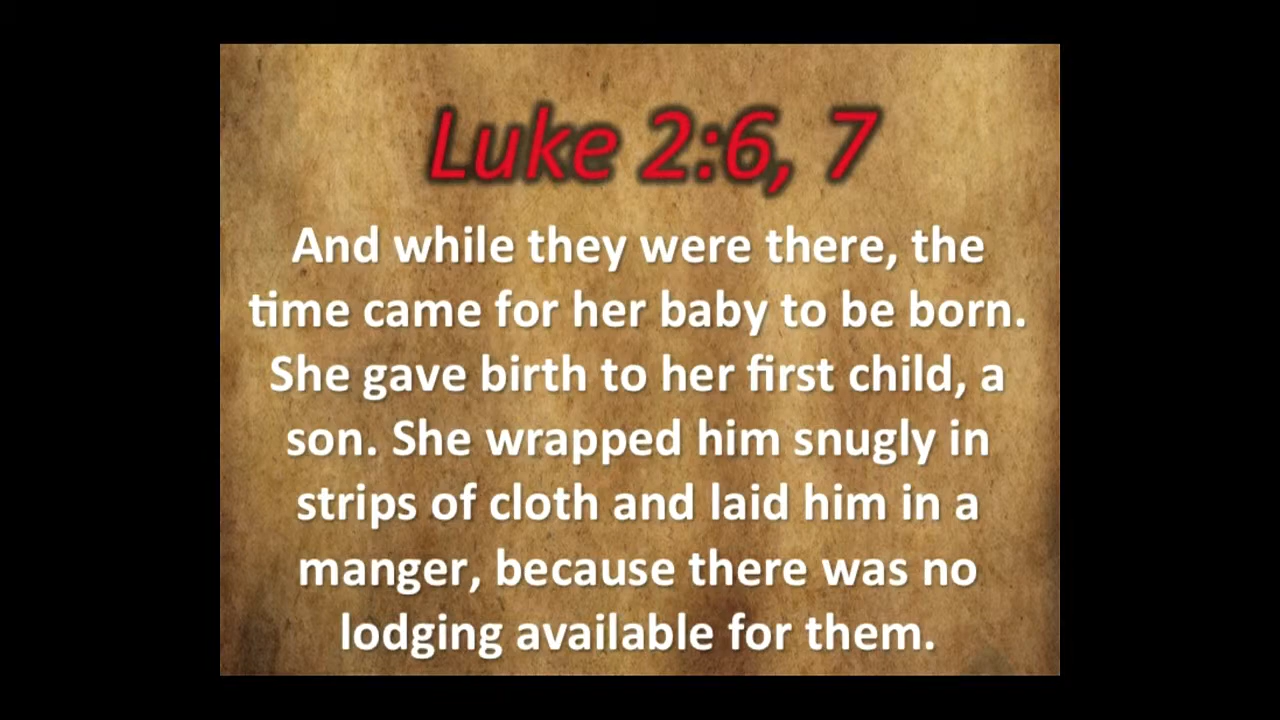 Luke 2:6, 7
And while they were there, the
time came for her baby to be born.
She gave birth to her first child, a
son. She wrapped him snugly in
strips of cloth and laid him in a
manger, because there was no
lodging available for them.